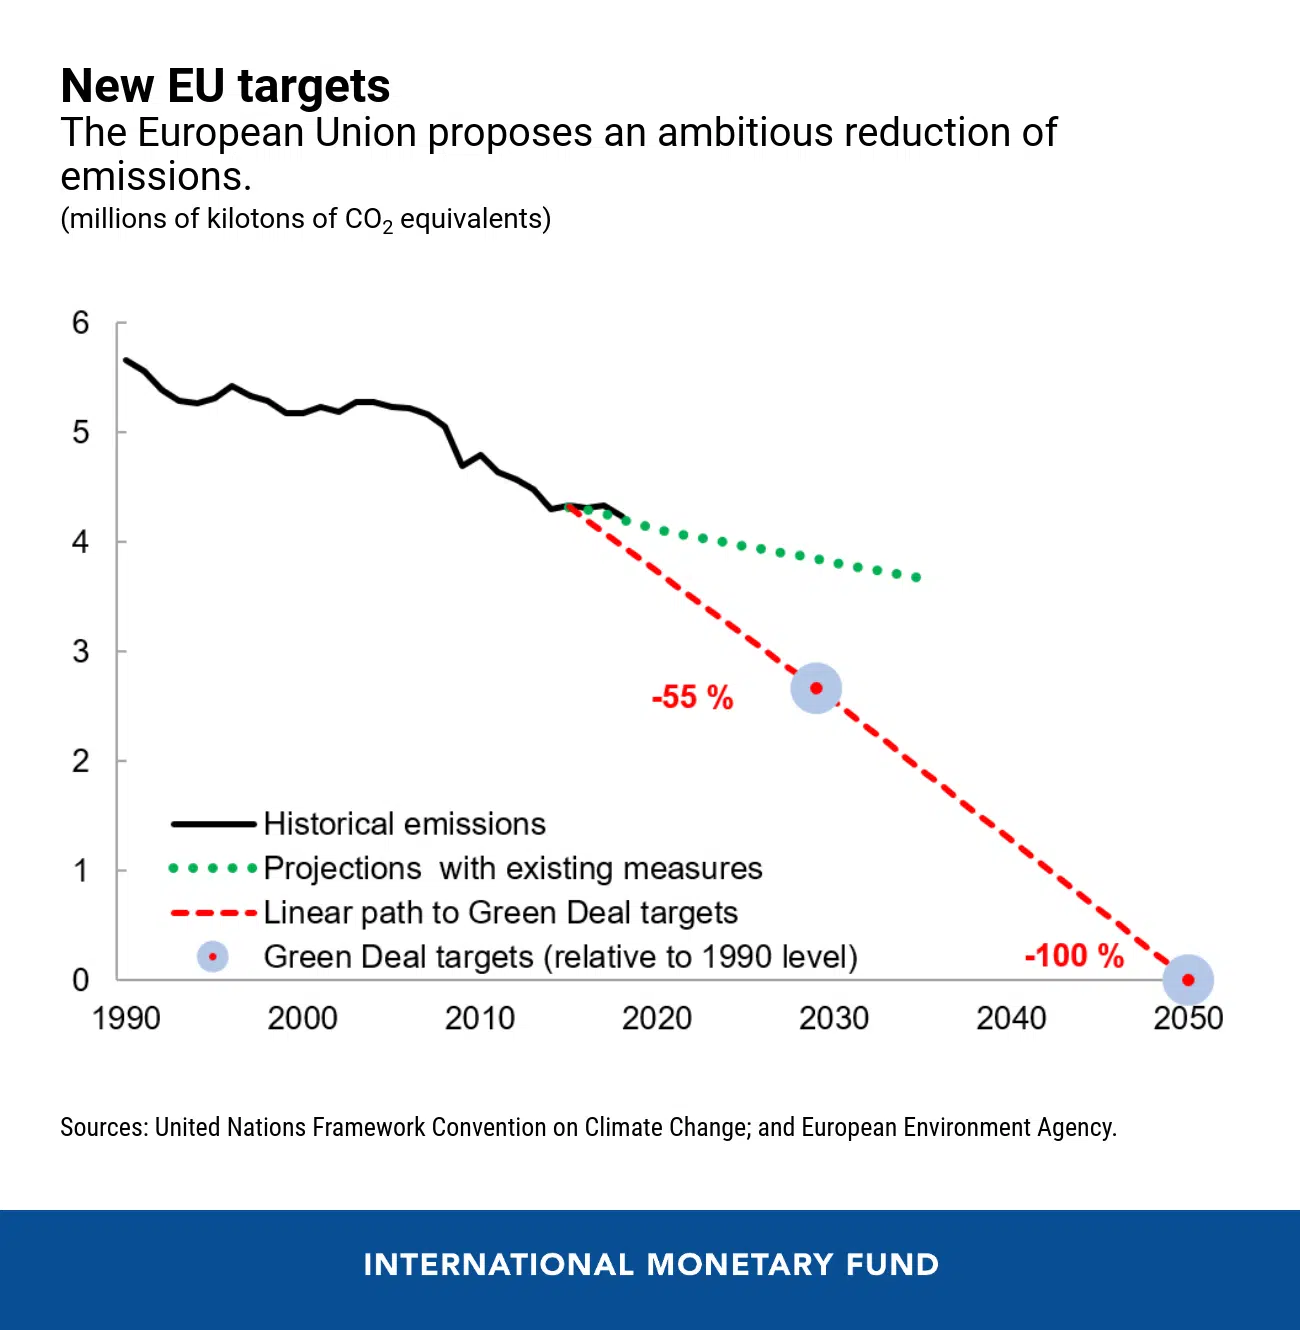 New EU targets
The European Union proposes an ambitious reduction of
emissions.
(millions of kilotons of CO₂ equivalents)
6
5
4
3
2
1
0
-55 %
-100 %
Historical emissions
Projections  with existing measures
Linear path to Green Deal targets
Green Deal targets (relative to 1990 level)
1990 2000 2010 2020 2030 2040 2050
Sources: United Nations Framework Convention on Climate Change; and European Environment Agency.
INTERNATIONAL MONETARY FUND